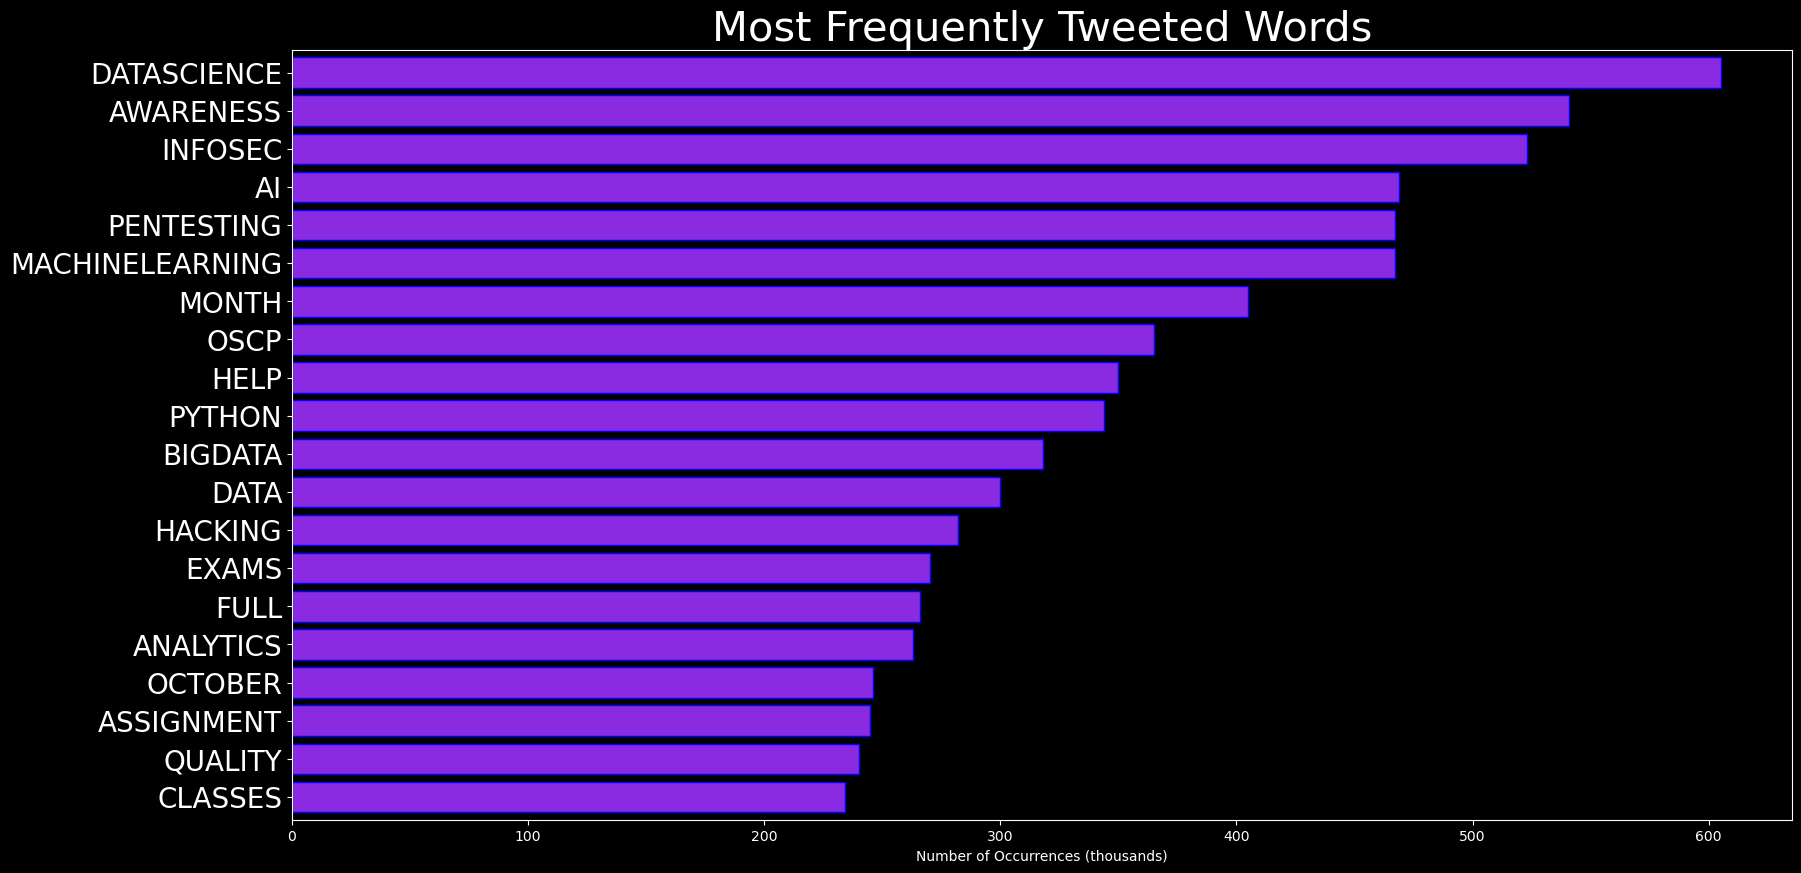 Most Frequently Tweeted Words
DATASCIENCE
AWARENESS
INFOSEC
AI
PENTESTING
MACHINELEARNING
MONTH
OSCP
HELP
PYTHON
BIGDATA
DATA
HACKING
EXAMS
FULL
ANALYTICS
OCTOBER
ASSIGNMENT
QUALITY
CLASSES
0 100 200 300 400 500 600
Number of Occurrences (thousands)